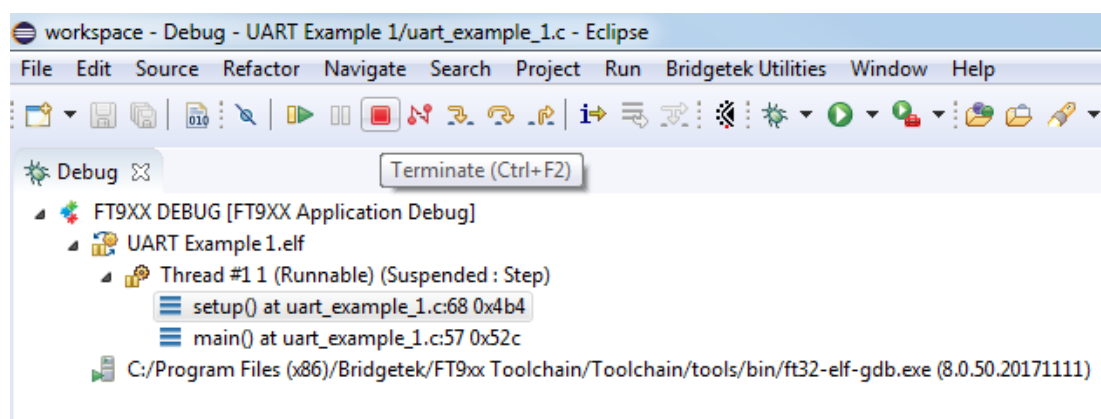 workspace - Debug - UART Example 1/uart_example_1.c - Eclipse
File Edit Source Refactor Navigate Search Project Run Bridgetek Utilities Window Help
010
Debug
Terminate (Ctrl+F2)
FT9XX DEBUG [FT9XX Application Debug]
UART Example 1.elf
Thread #1 1 (Runnable) (Suspended : Step)
setup() at uart_example_1.c:68 0x4b4
main() at uart_example_1.c:57 0x52c
C:/Program Files (x86)/Bridgetek/FT9xx Toolchain/Toolchain/tools/bin/ft32-elf-gdb.exe (8.0.50.20171111)